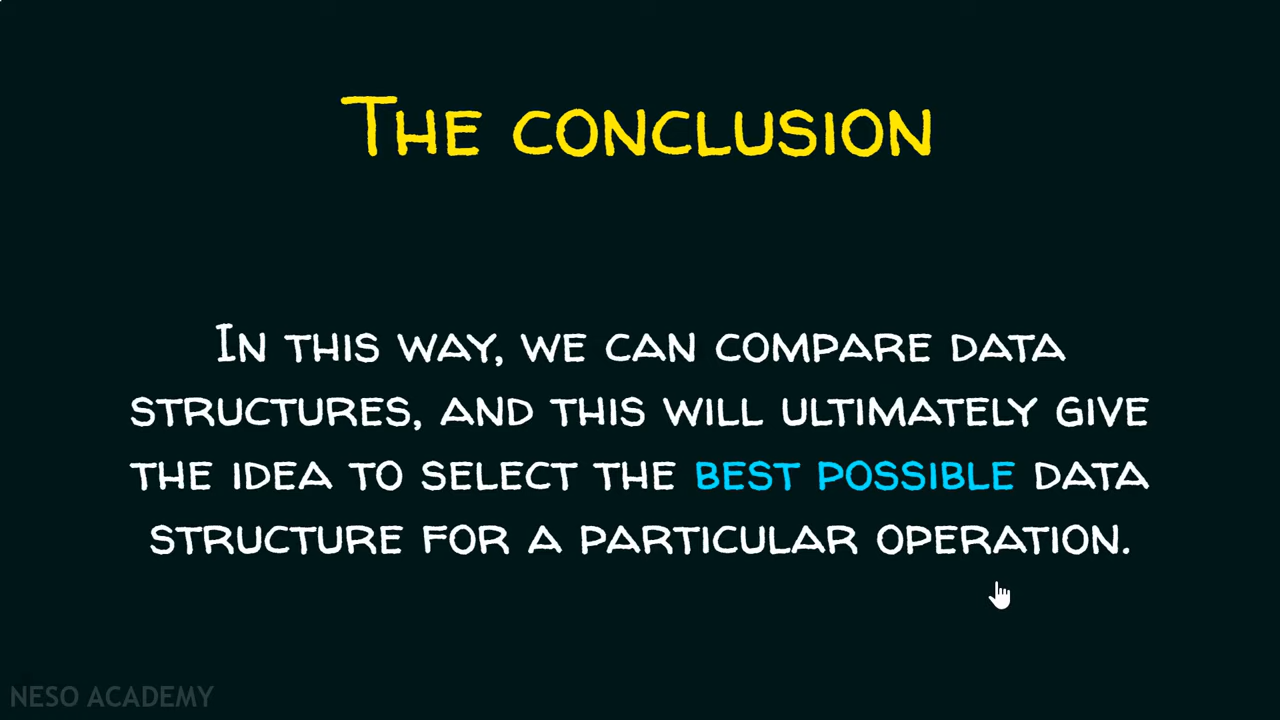 The conclusion
In this way, we can compare data
structures, and this will ultimately give
the idea to select the best possible data
structure for a particular operation.
NESO ACADEMY